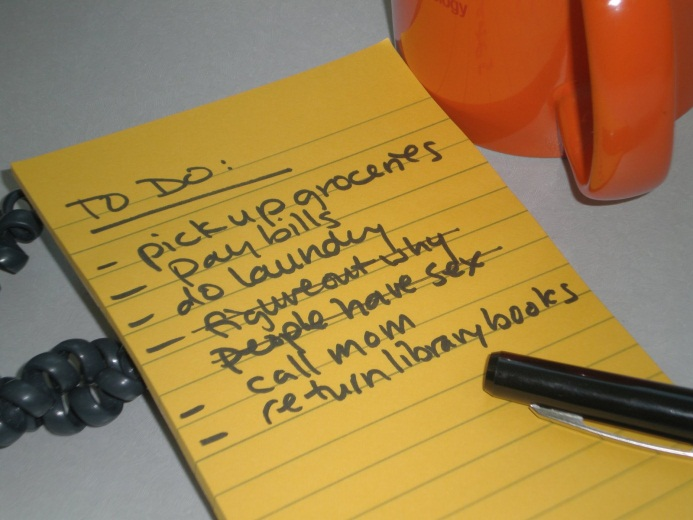 ology
TO DO:
- pick up groceries
- pay bills
- do laundry
- figure out why
people have sex
- call mom
- return library books